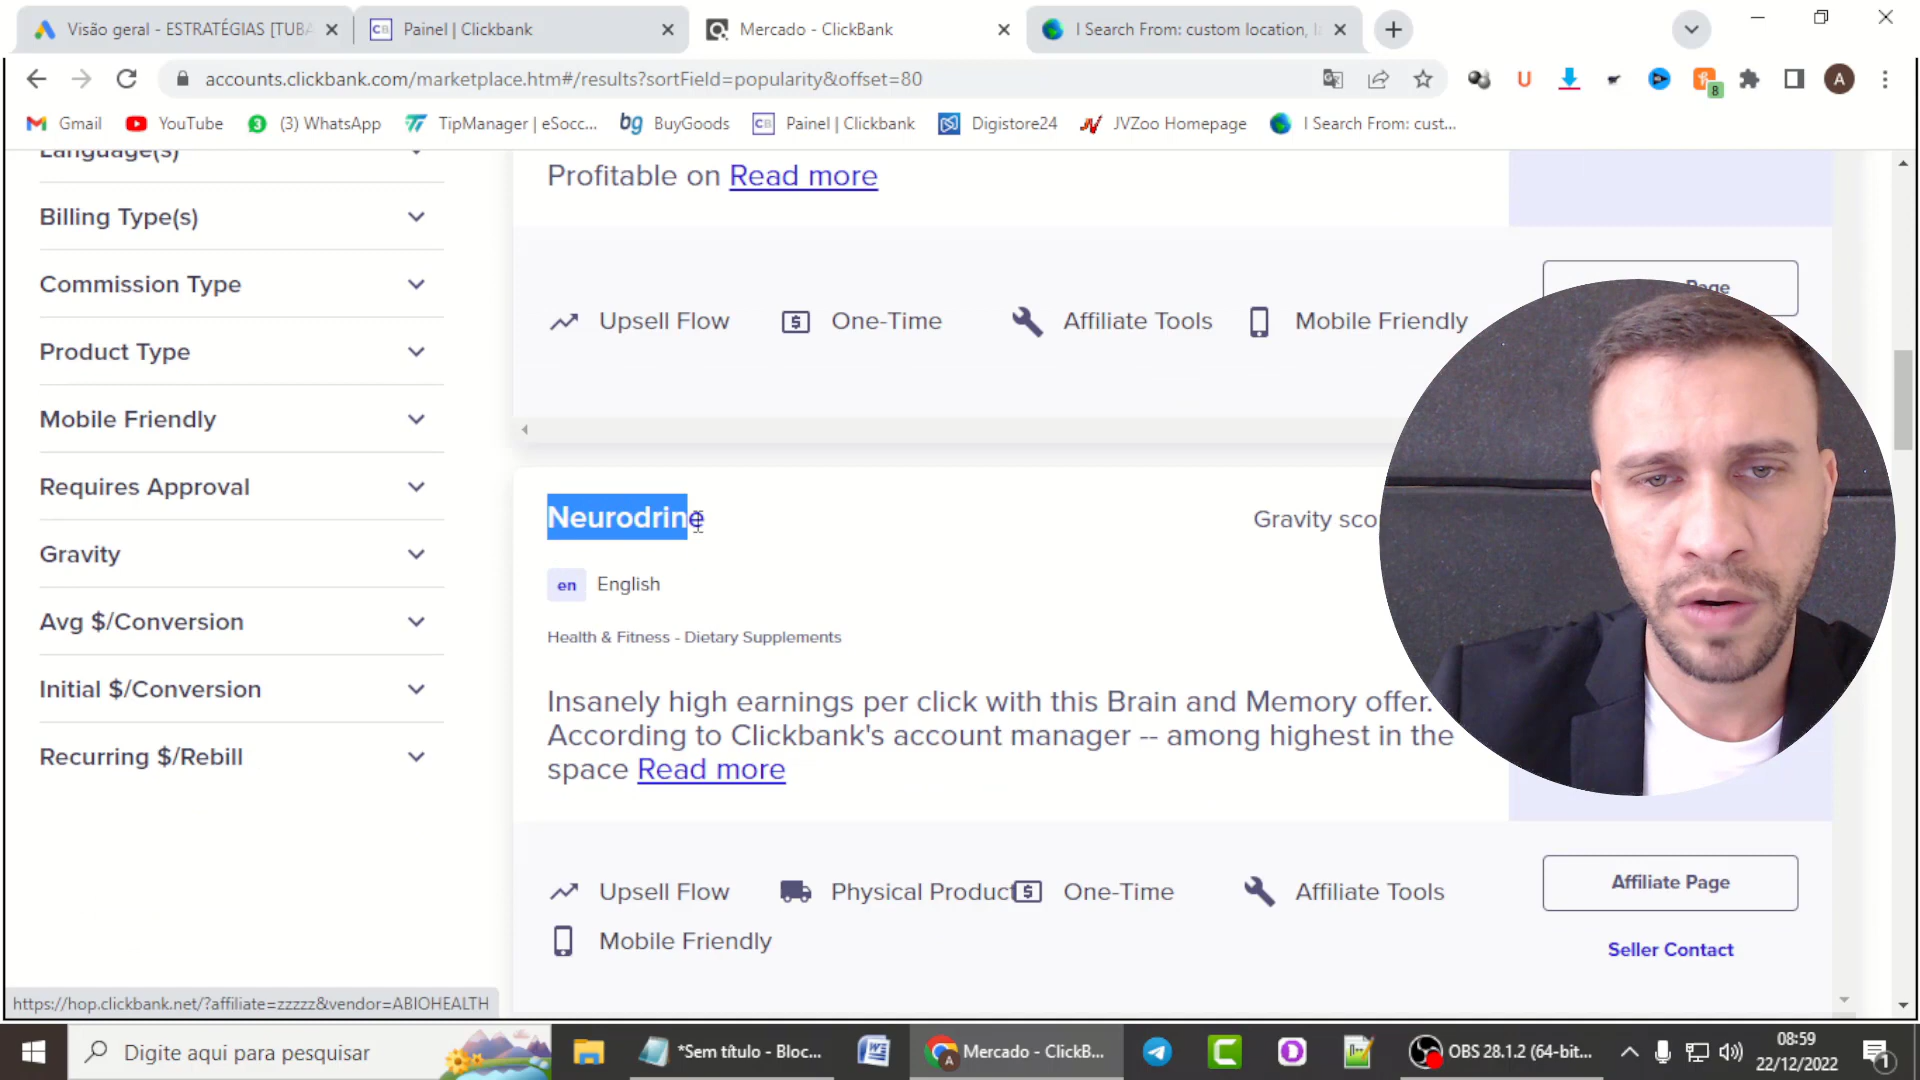 Visão geral - ESTRATÉGIAS [TUBA
Painel | Clickbank
Mercado - ClickBank
I Search From: custom location,
accounts.clickbank.com/marketplace.htm#/results?sortField=popularity&offset=80
8
A
Gmail
YouTube
(3) WhatsApp
TipManager | eSocc...
BuyGoods
Painel | Clickbank
Digistore24
JVZoo Homepage
I Search From: cust...
Language(s)
Billing Type(s)
Commission Type
Product Type
Mobile Friendly
Requires Approval
Gravity
Avg $/Conversion
Initial $/Conversion
Recurring $/Rebill
Profitable on Read more
Upsell Flow
One-Time
Affiliate Tools
Mobile Friendly
Page
Neurodrine
Gravity sco
en English
Health & Fitness - Dietary Supplements
Insanely high earnings per click with this Brain and Memory offer.
According to Clickbank's account manager -- among highest in the
space Read more
Upsell Flow
Physical Product
One-Time
Affiliate Tools
Mobile Friendly
Affiliate Page
Seller Contact
https://hop.clickbank.net/?affiliate=zzzzz&vendor=ABIOHEALTH
Digite aqui para pesquisar
*Sem título - Bloc...
Mercado - ClickB...
OBS 28.1.2 (64-bit...
08:59
22/12/2022
1